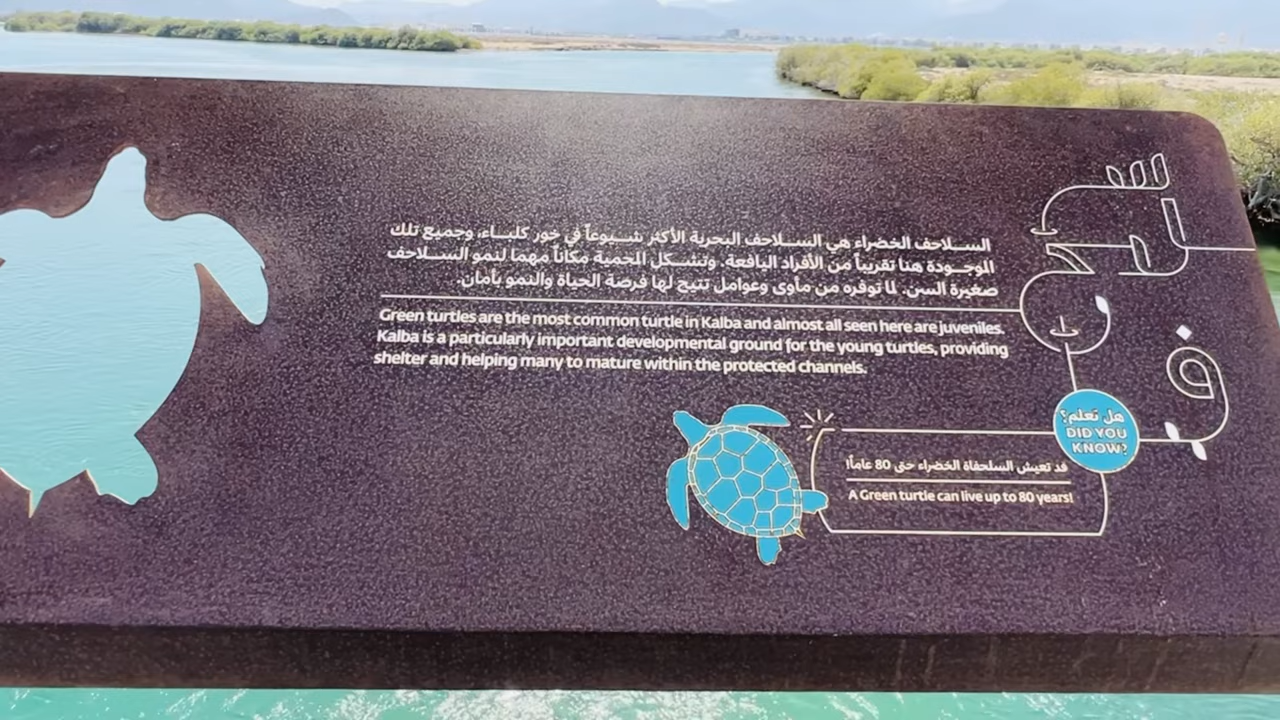 السلاحف الخضراء هي السلاحف البحرية الأكثر شيوعاً في خور كلباء، وجميع تلك
الموجودة هنا تقريباً من الأفراد اليافعة. وتشكل المحمية مكاناً مهما لنمو السلاحف
صغيرة السن. لما توفره من مأوى وعوامل تتيح لها فرصة الحياة والنمو بأمان.
Green turtles are the most common turtle in Kalba and almost all seen here are juveniles.
Kalba is a particularly important developmental ground for the young turtles, providing
shelter and helping many to mature within the protected channels.
هل تعلم؟
DID YOU
KNOW?
قد تعيش السلحفاة الخضراء حتى 80 عاماً!
A Green turtle can live up to 80 years!